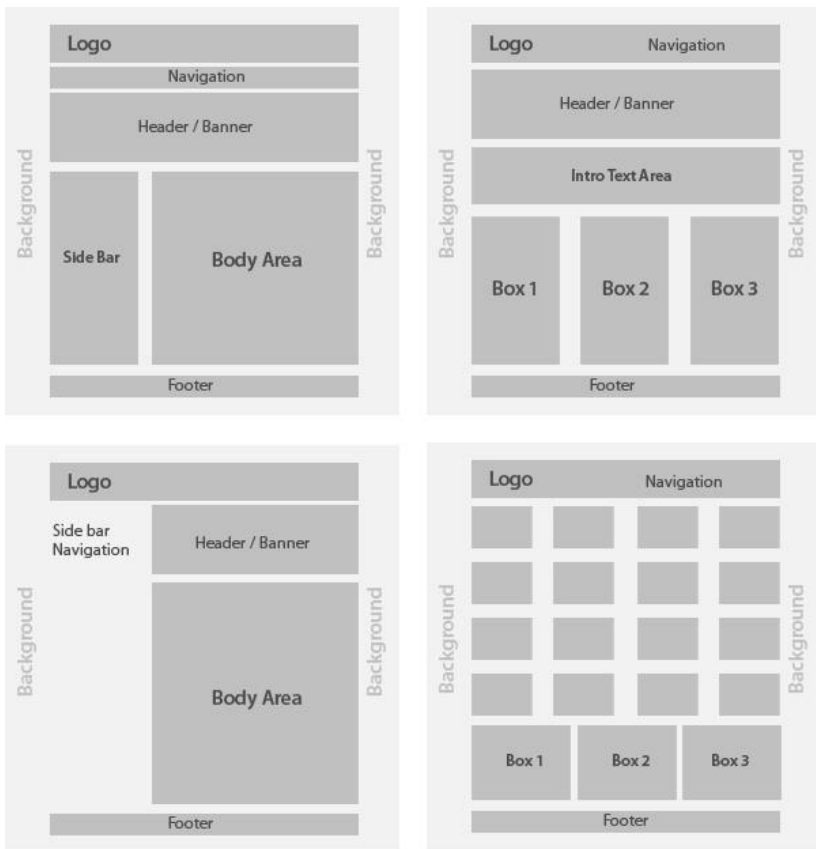 Logo
Navigation
Header / Banner
Background
Side Bar
Body Area
Background
Footer
Logo
Navigation
Header / Banner
Intro Text Area
Background
Box 1
Box 2
Box 3
Background
Footer
Logo
Side bar
Navigation
Header / Banner
Background
Body Area
Background
Footer
Logo
Navigation
Background
Background
Box 1
Box 2
Box 3
Footer